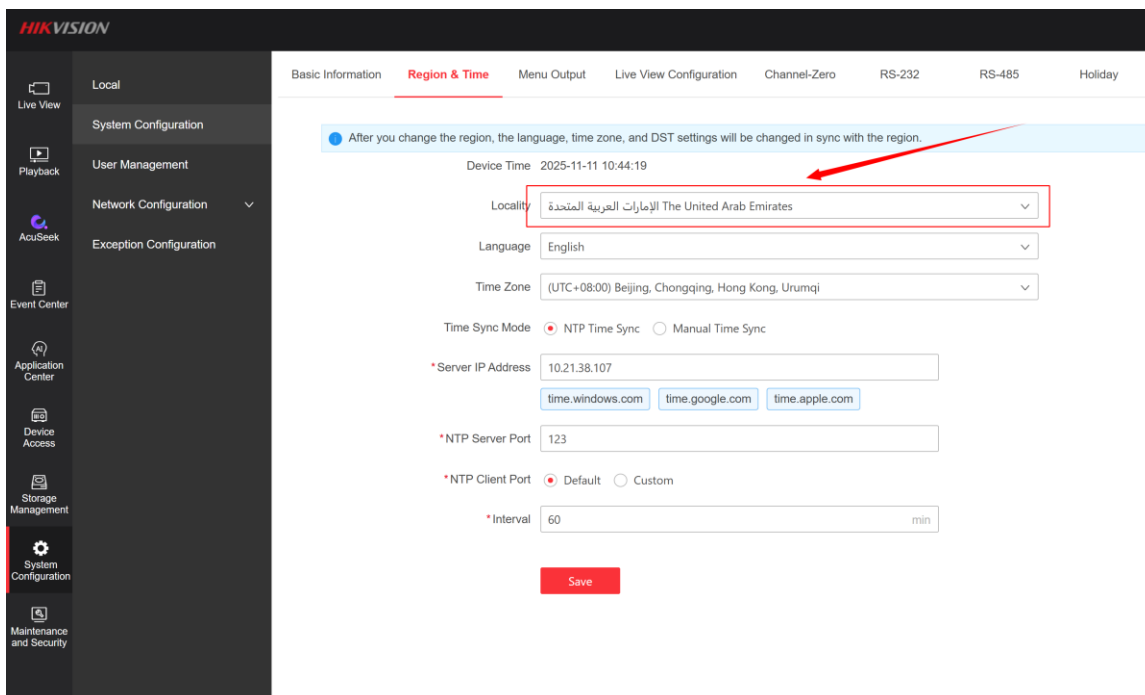 HIKVISION
Live View
Playback
AcuSeek
Event Center
Application
Center
Device
Access
Storage
Management
System
Configuration
Maintenance
and Security
Local
System Configuration
User Management
Network Configuration
Exception Configuration
Basic Information Region & Time Menu Output Live View Configuration Channel-Zero RS-232 RS-485 Holiday
After you change the region, the language, time zone, and DST settings will be changed in sync with the region.
Device Time 2025-11-11 10:44:19
Locality الإمارات العربية المتحدة The United Arab Emirates
Language English
Time Zone (UTC+08:00) Beijing, Chongqing, Hong Kong, Urumqi
Time Sync Mode NTP Time Sync Manual Time Sync
*Server IP Address 10.21.38.107
time.windows.com time.google.com time.apple.com
*NTP Server Port 123
*NTP Client Port Default Custom
*Interval 60 min
Save